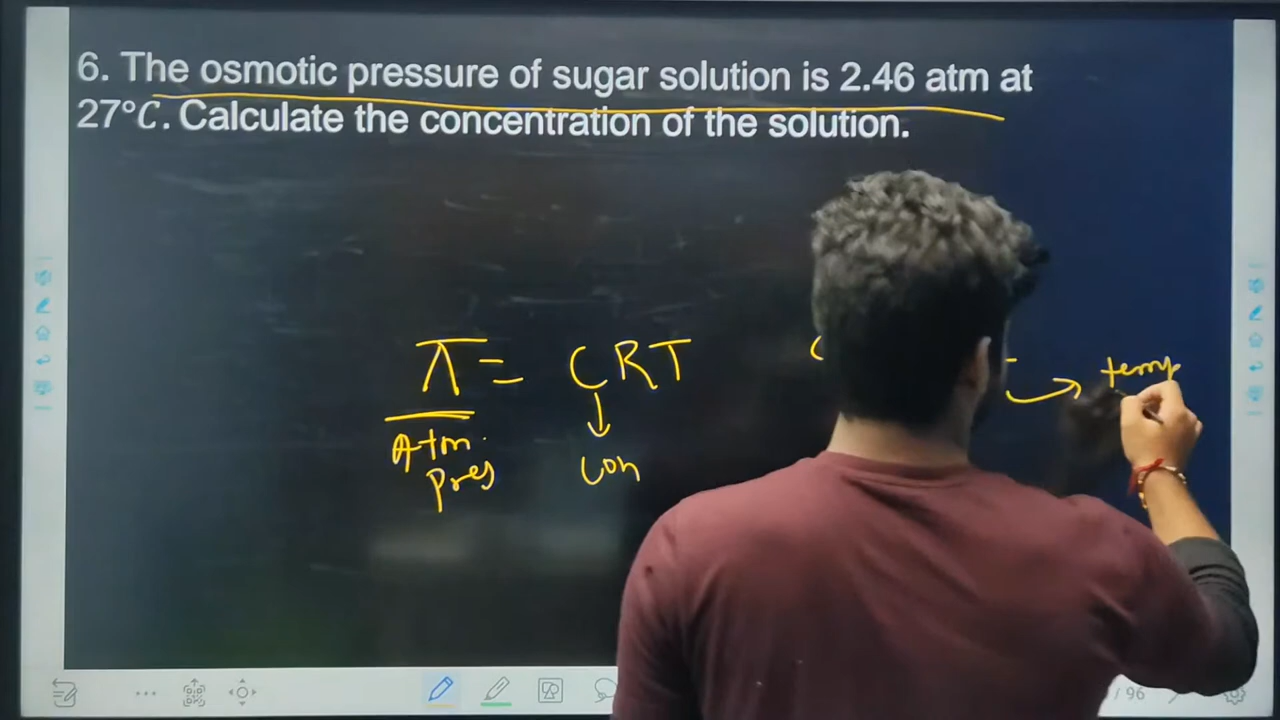 6. The osmotic pressure of sugar solution is 2.46 atm at
27°C. Calculate the concentration of the solution.
π = CRT
temp
Atm
Pres
Con
/ 96